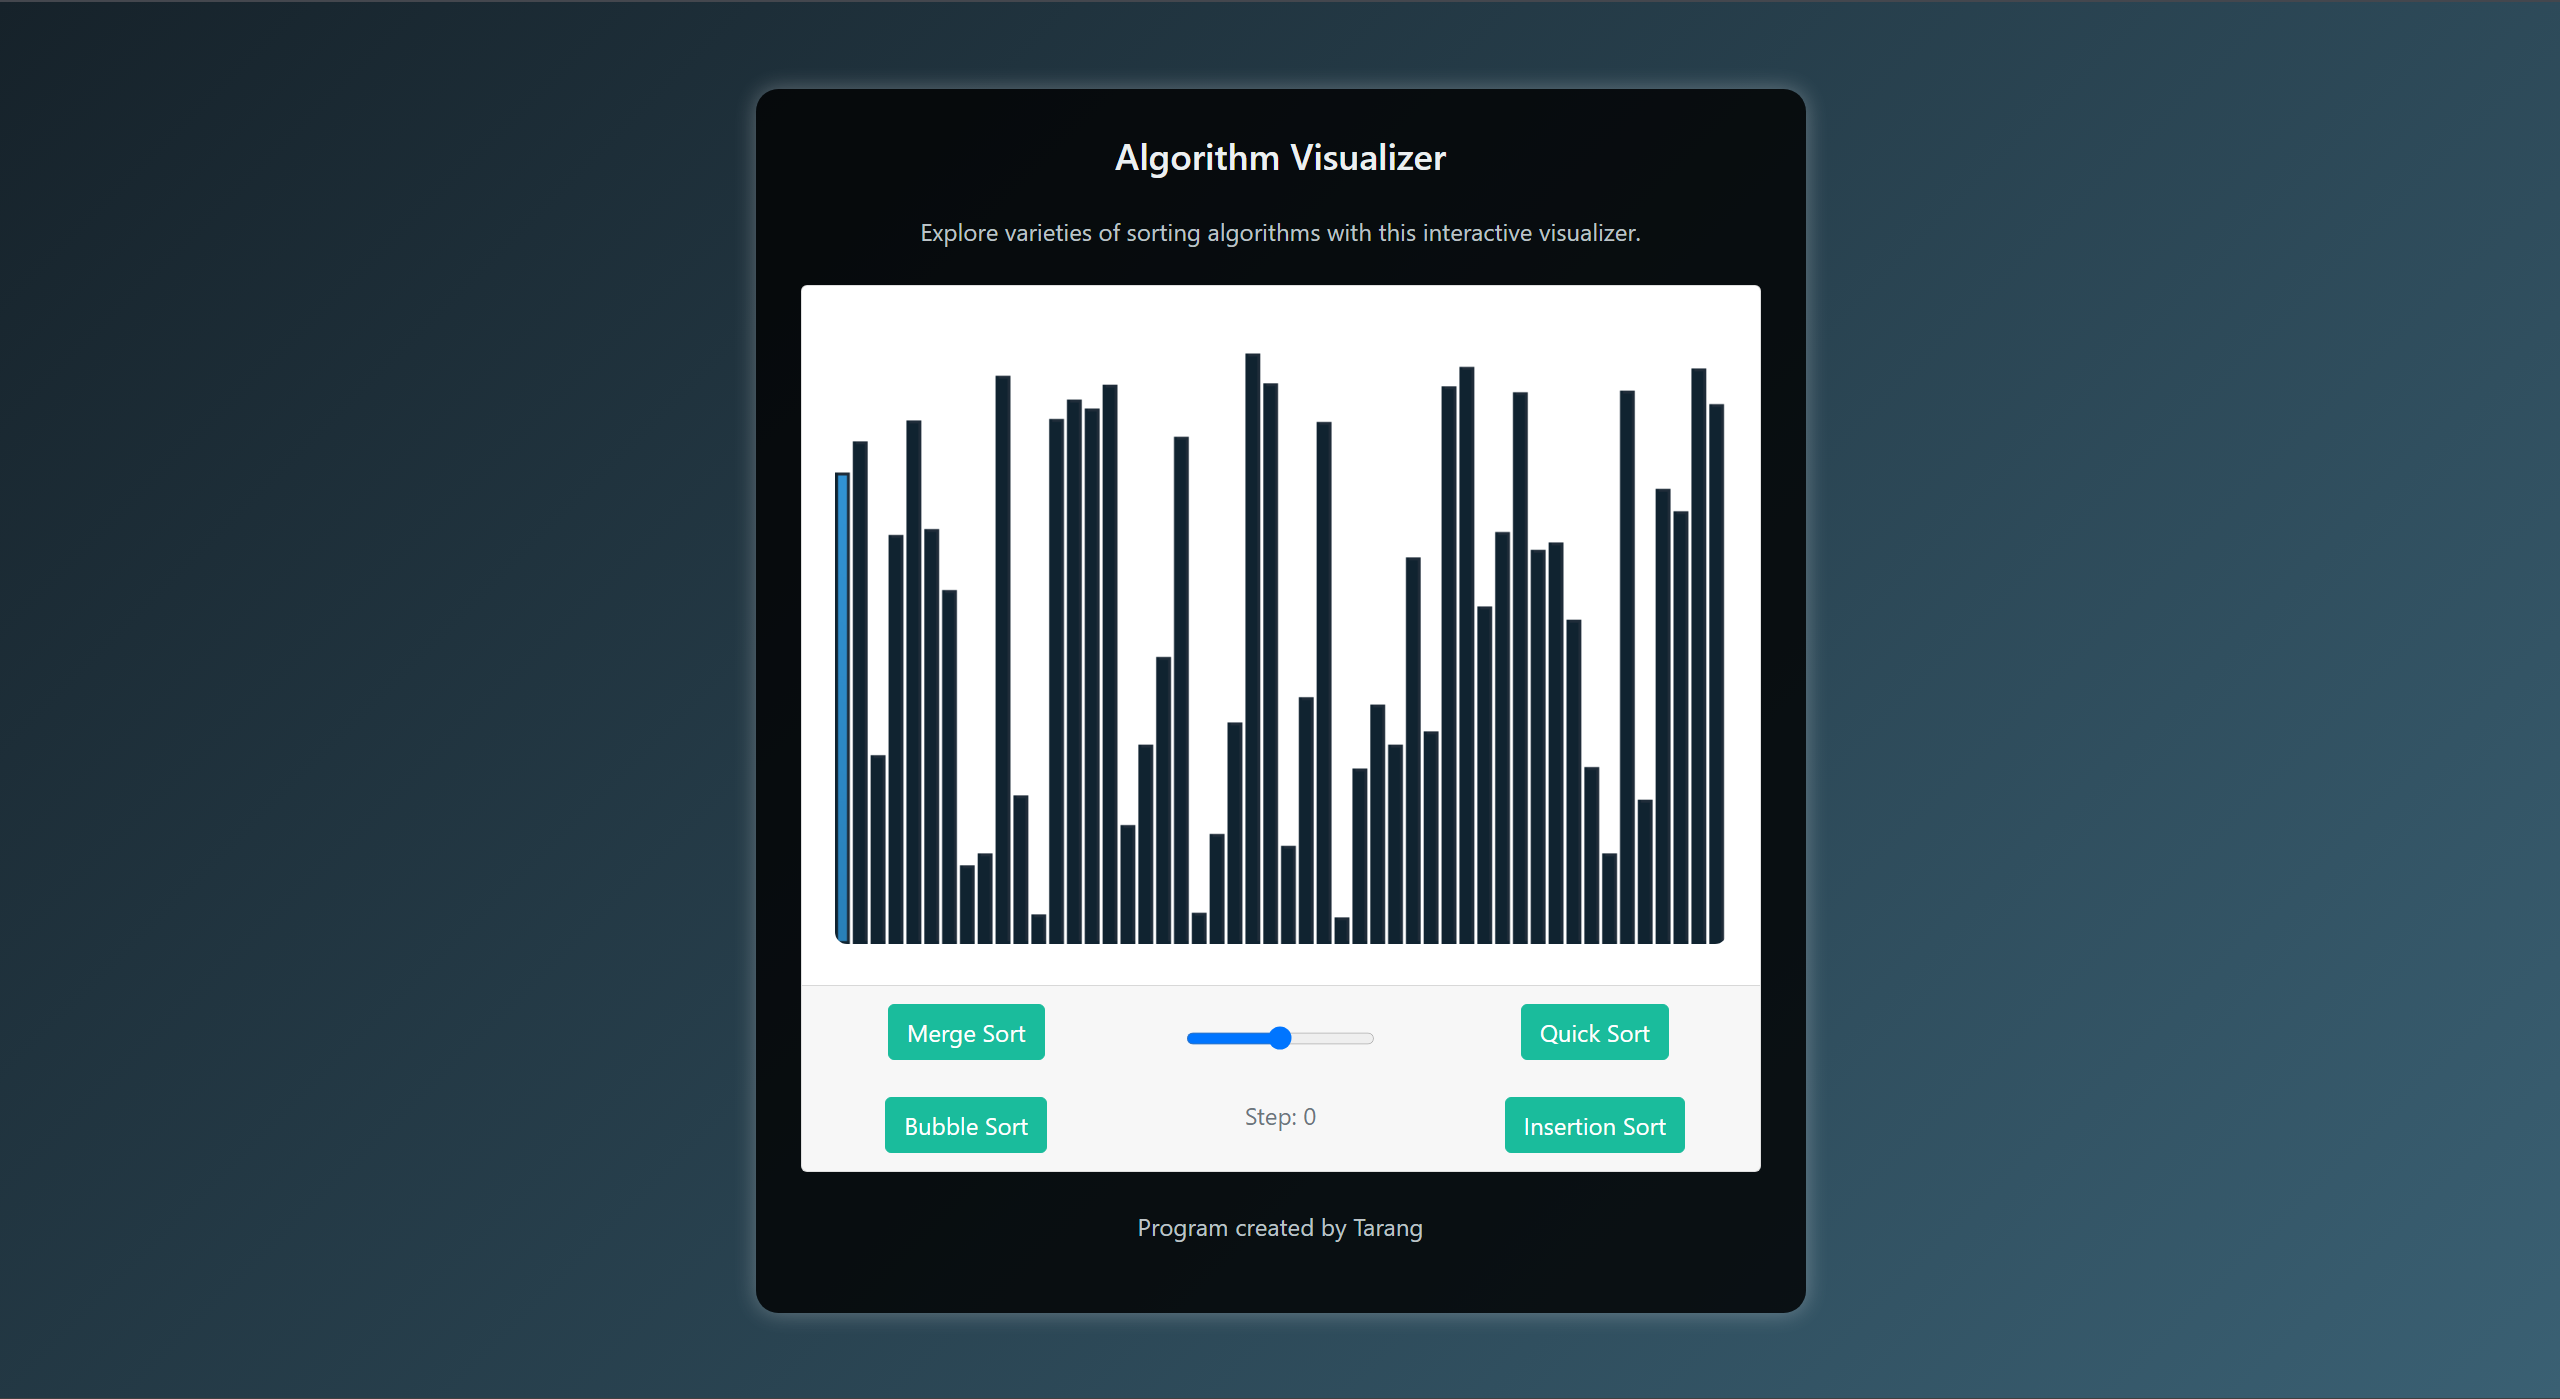 Algorithm Visualizer
Explore varieties of sorting algorithms with this interactive visualizer.
Merge Sort
Quick Sort
Bubble Sort
Step: 0
Insertion Sort
Program created by Tarang